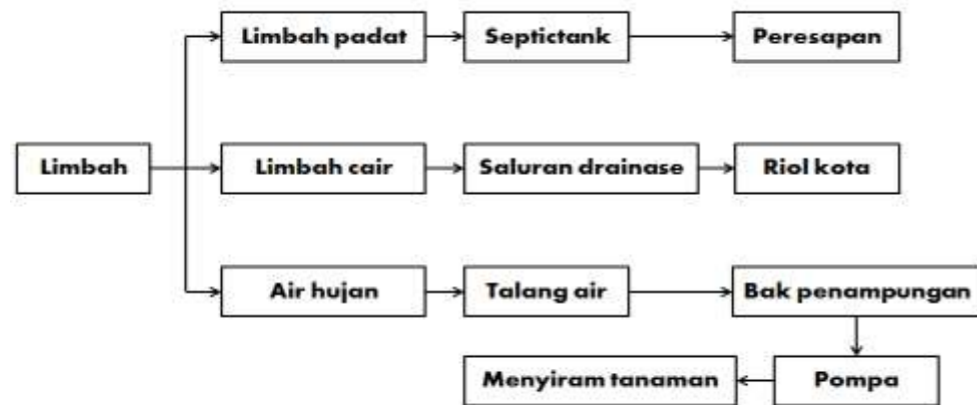 Limbah padat
Septictank
Peresapan
Limbah
Limbah cair
Saluran drainase
Riol kota
Air hujan
Talang air
Bak penampungan
Menyiram tanaman
Pompa